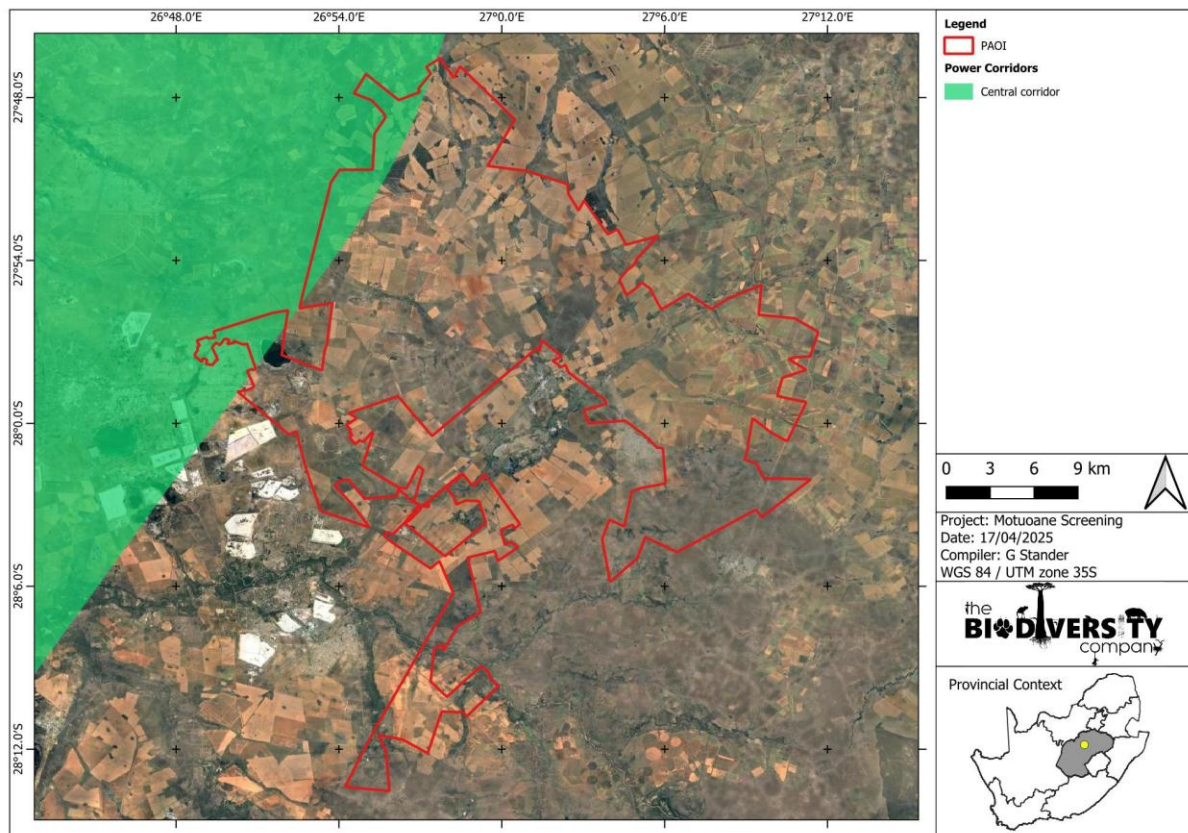 26°48.0'E 26°54.0'E 27°0.0'E 27°6.0'E 27°12.0'E
27°48.0'S
27°54.0'S
28°0.0'S
28°6.0'S
28°12.0'S
Legend
PAOI
Power Corridors
Central corridor
0 3 6 9 km
Project: Motuoane Screening
Date: 17/04/2025
Compiler: G Stander
WGS 84 / UTM zone 35S
the
BIODIVERSITY
company
Provincial Context